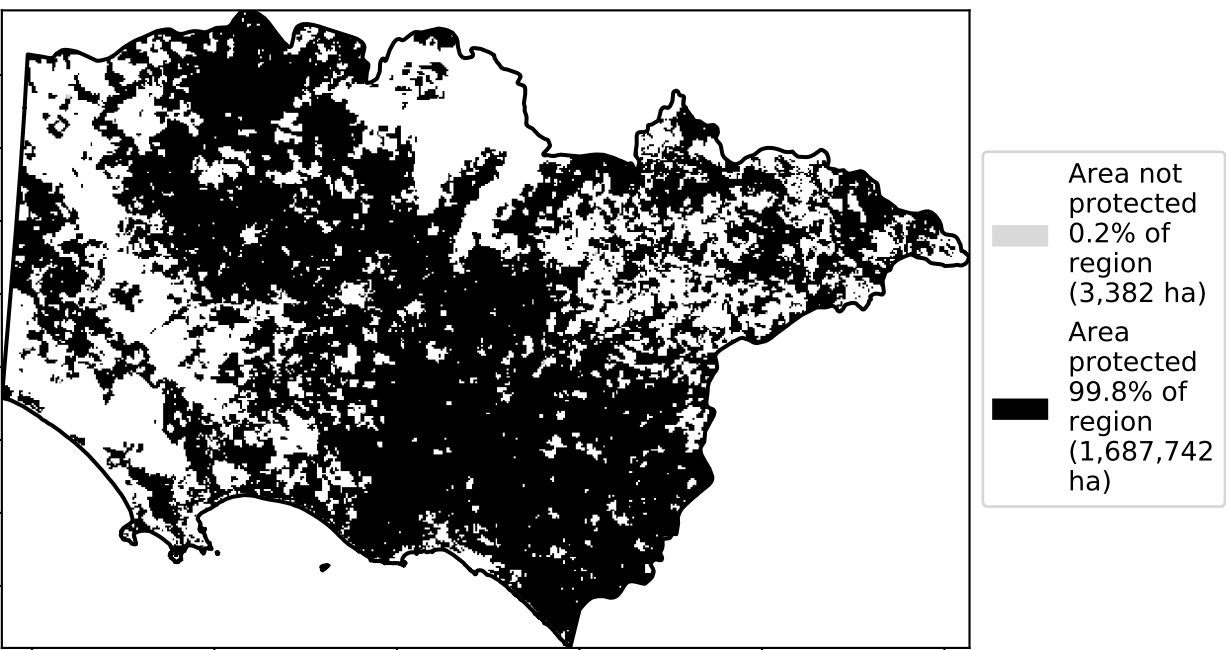 Area not
protected
0.2% of
region
(3,382 ha)
Area
protected
99.8% of
region
(1,687,742
ha)